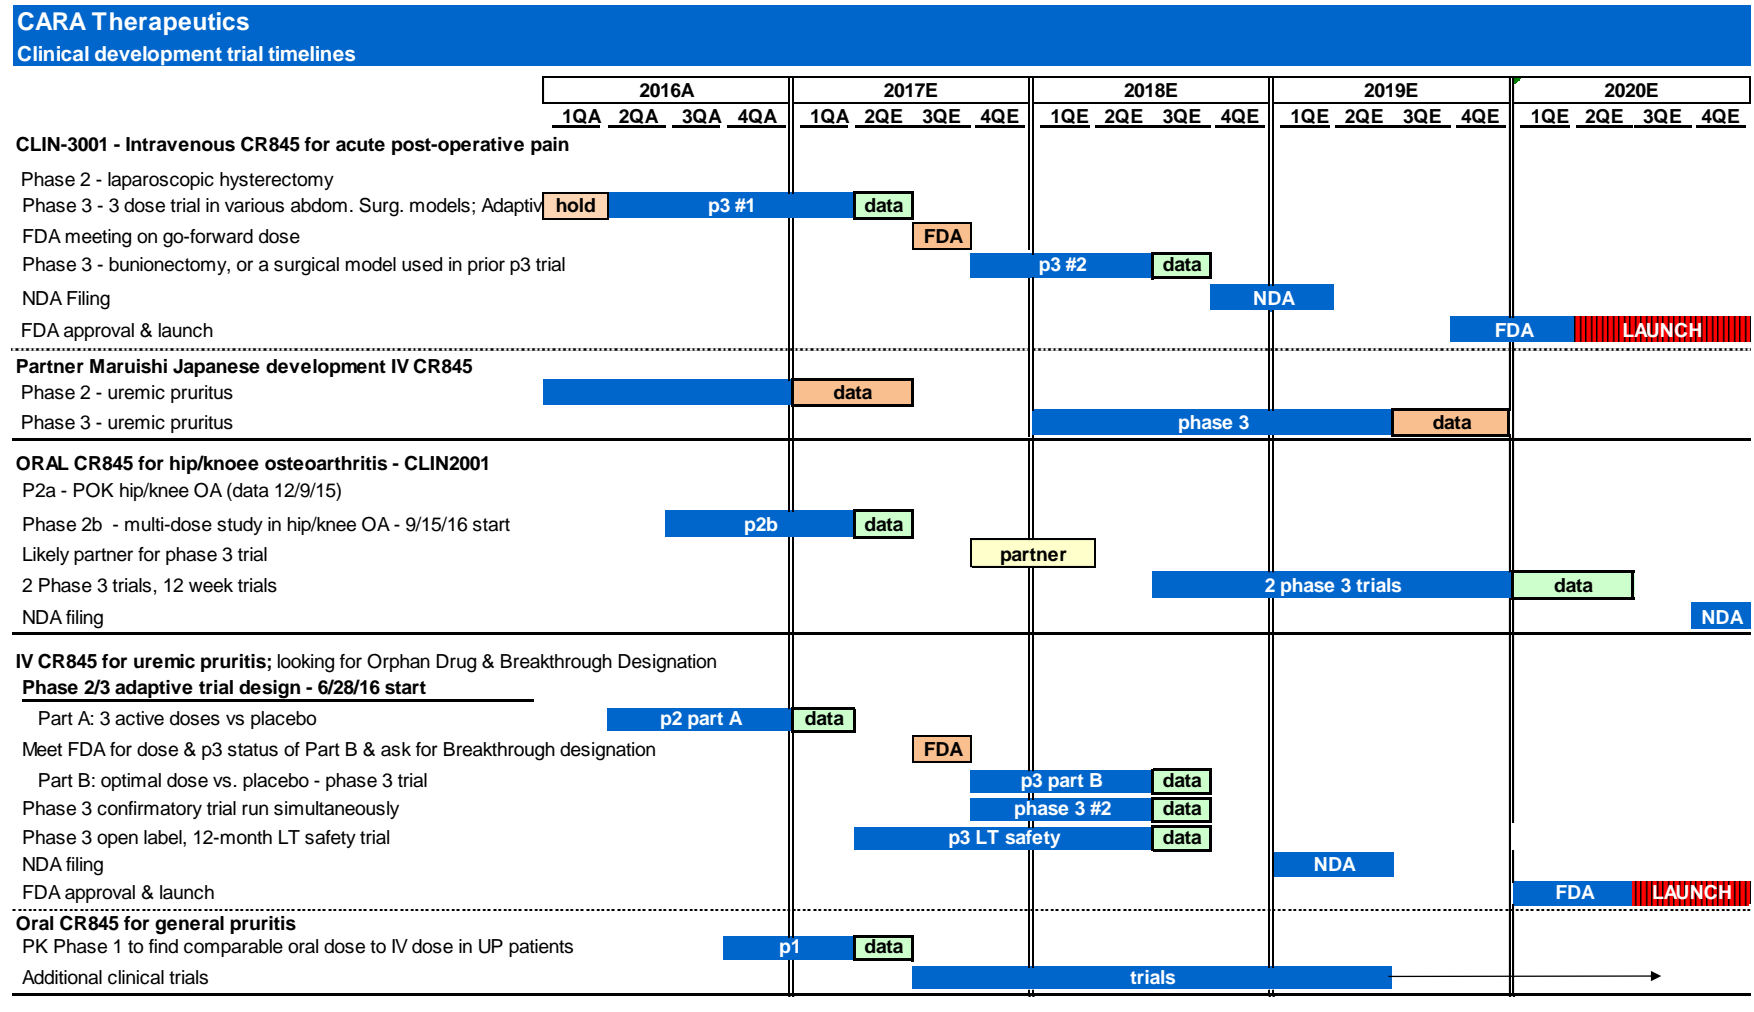 CARA Therapeutics
Clinical development trial timelines
2016A 2017E 2018E 2019E 2020E
1QA 2QA 3QA 4QA 1QA 2QE 3QE 4QE 1QE 2QE 3QE 4QE 1QE 2QE 3QE 4QE 1QE 2QE 3QE 4QE
CLIN-3001 - Intravenous CR845 for acute post-operative pain
Phase 2 - laparoscopic hysterectomy
Phase 3 - 3 dose trial in various abdom. Surg. models; Adaptiv hold p3 #1 data
FDA meeting on go-forward dose FDA
Phase 3 - bunionectomy, or a surgical model used in prior p3 trial p3 #2 data
NDA Filing NDA
FDA approval & launch FDA LAUNCH
Partner Maruishi Japanese development IV CR845
Phase 2 - uremic pruritus data
Phase 3 - uremic pruritus phase 3 data
ORAL CR845 for hip/knoee osteoarthritis - CLIN2001
P2a - POK hip/knee OA (data 12/9/15)
Phase 2b - multi-dose study in hip/knee OA - 9/15/16 start p2b data
Likely partner for phase 3 trial partner
2 Phase 3 trials, 12 week trials 2 phase 3 trials data
NDA filing NDA
IV CR845 for uremic pruritis; looking for Orphan Drug & Breakthrough Designation
Phase 2/3 adaptive trial design - 6/28/16 start
Part A: 3 active doses vs placebo p2 part A data
Meet FDA for dose & p3 status of Part B & ask for Breakthrough designation FDA
Part B: optimal dose vs. placebo - phase 3 trial p3 part B data
Phase 3 confirmatory trial run simultaneously phase 3 #2 data
Phase 3 open label, 12-month LT safety trial p3 LT safety data
NDA filing NDA
FDA approval & launch FDA LAUNCH
Oral CR845 for general pruritis
PK Phase 1 to find comparable oral dose to IV dose in UP patients p1 data
Additional clinical trials trials